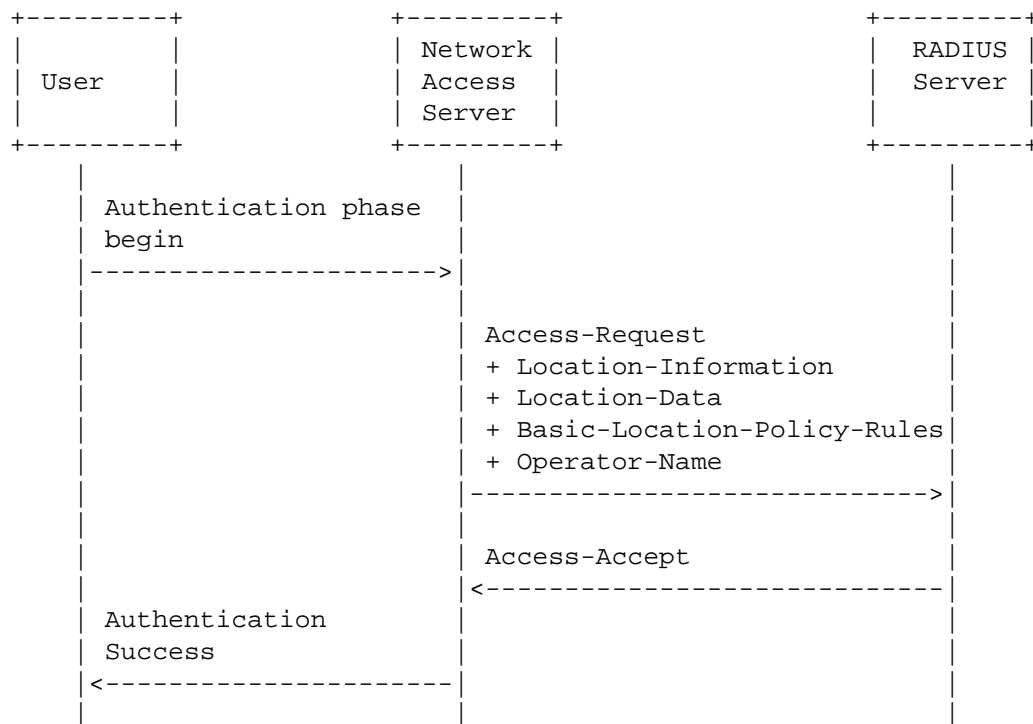 User
Network
Access
Server
RADIUS
Server
Authentication phase
begin
Access-Request
+ Location-Information
+ Location-Data
+ Basic-Location-Policy-Rules
+ Operator-Name
Access-Accept
Authentication
Success